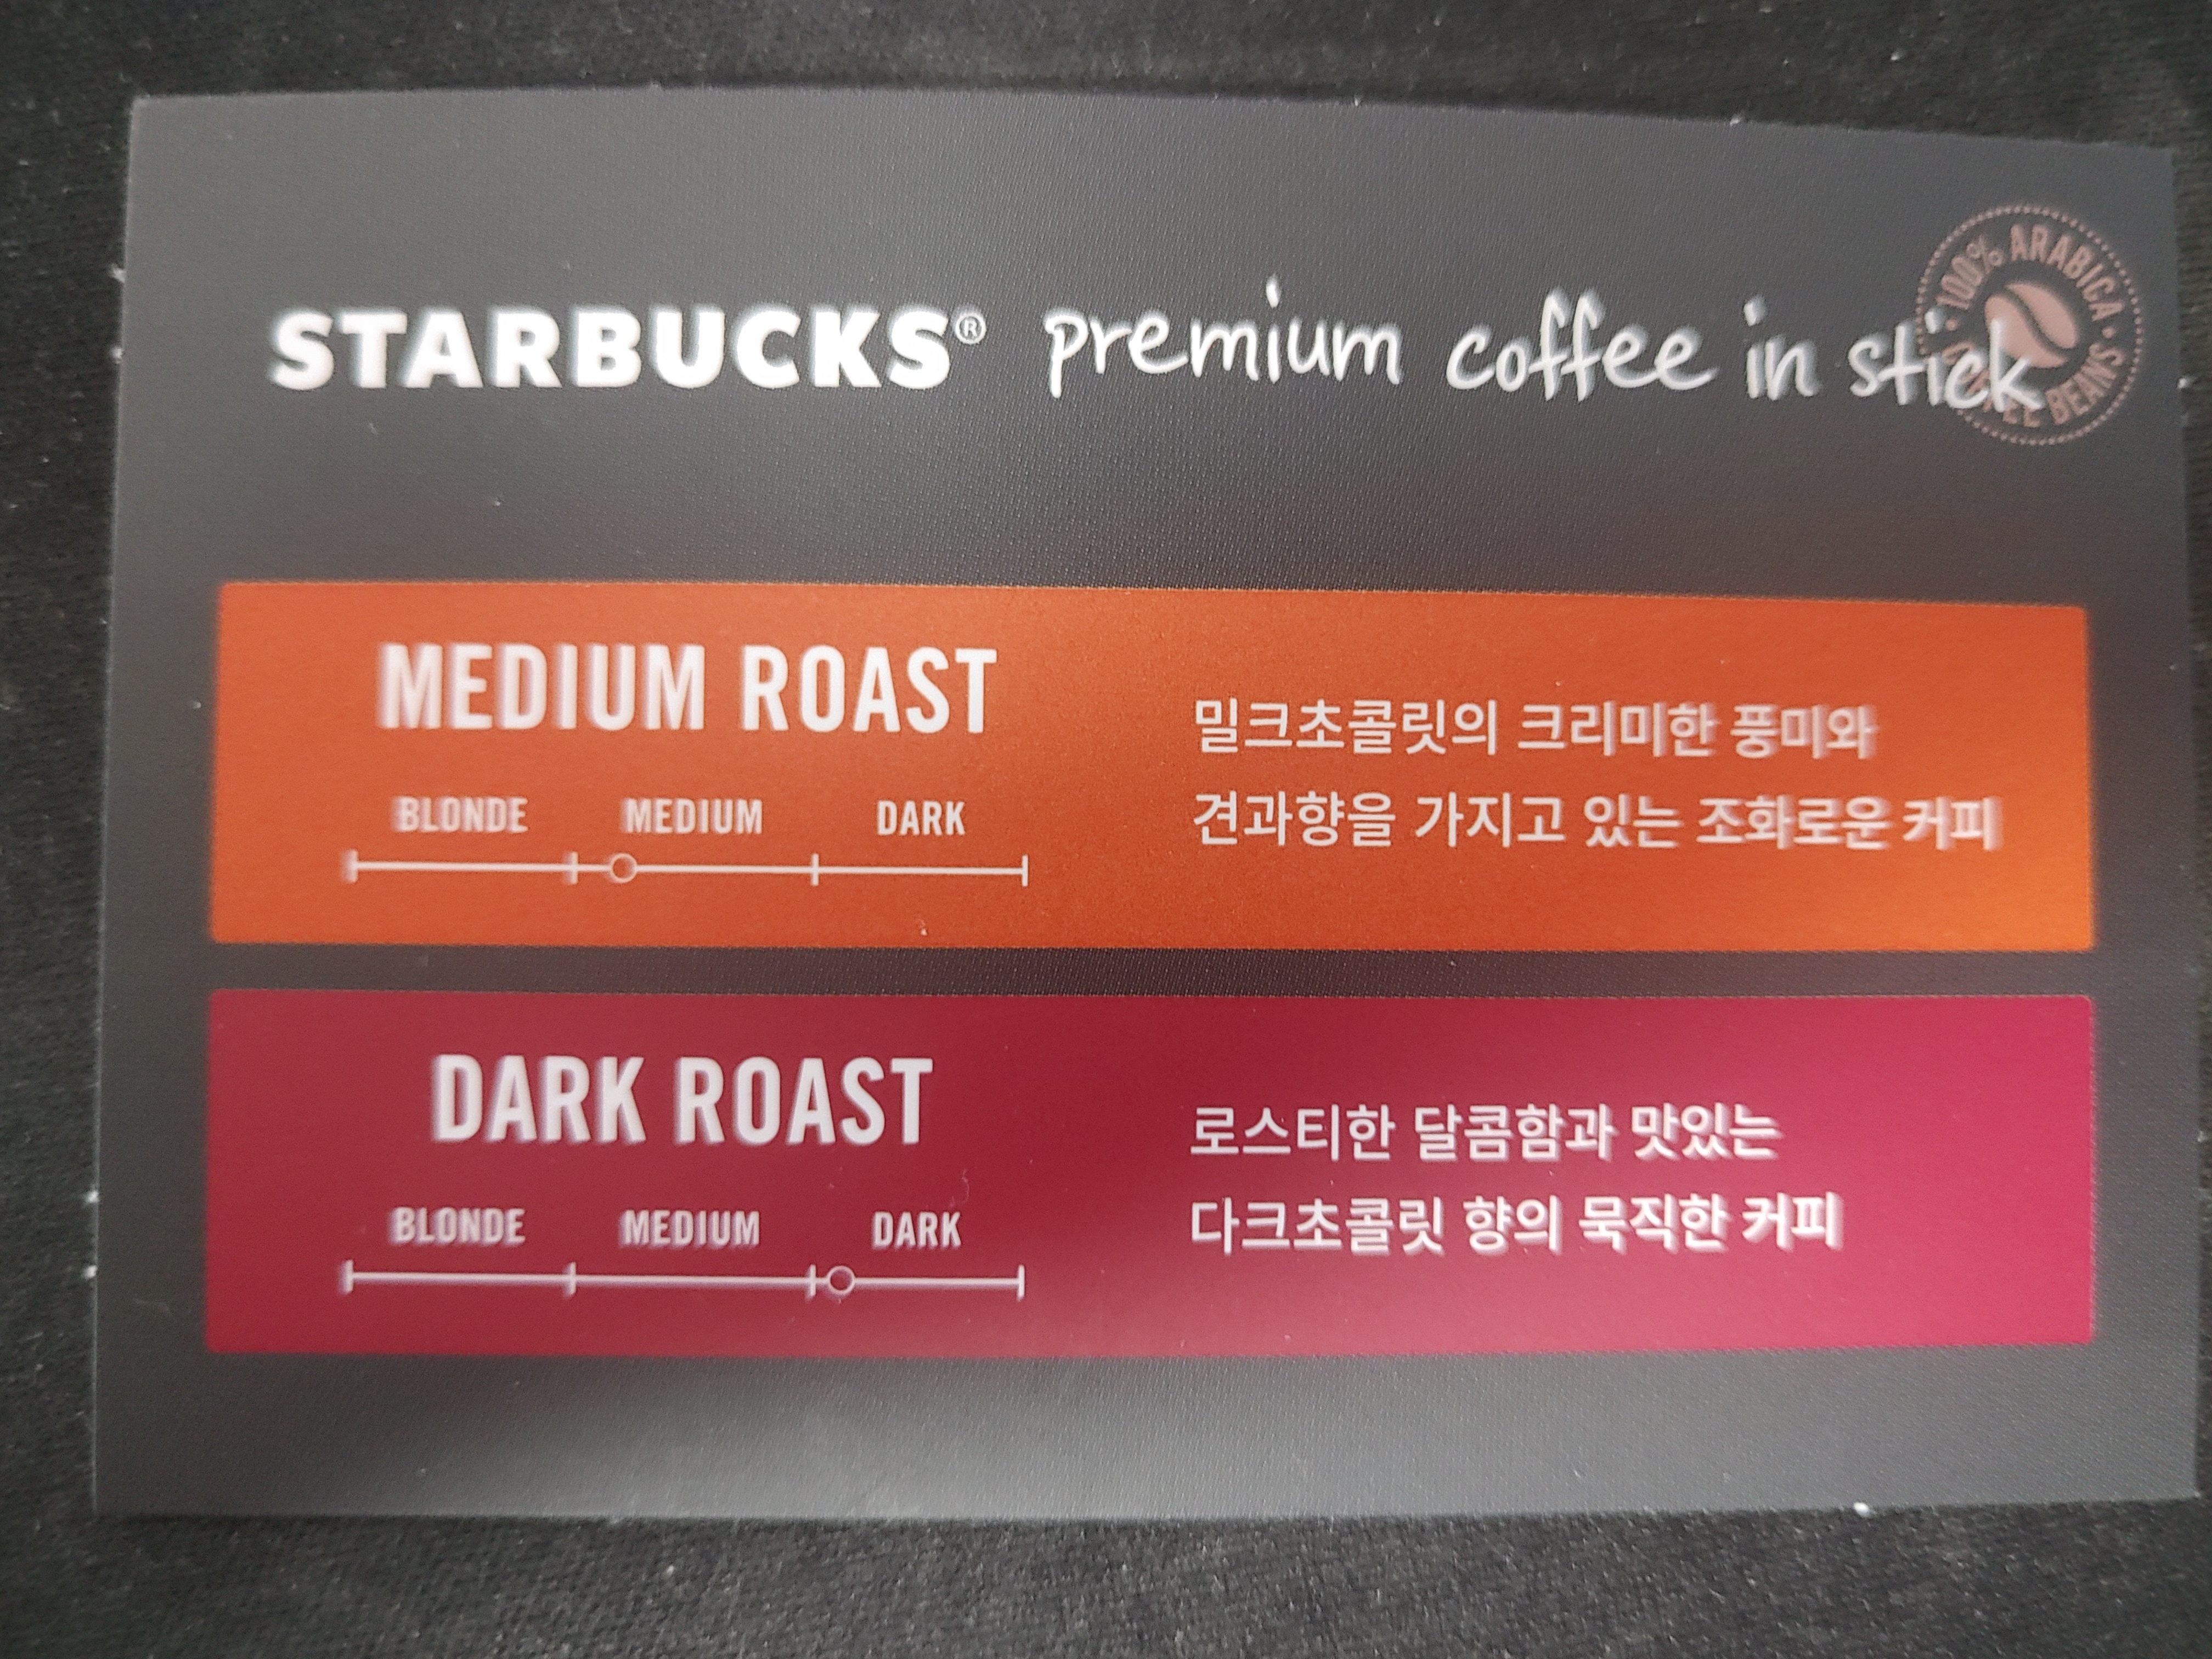 STARBUCKS® premium coffee in stick
100% ARABICA • COFFEE BEANS •
MEDIUM ROAST
BLONDE MEDIUM DARK
밀크초콜릿의 크리미한 풍미와
견과향을 가지고 있는 조화로운 커피
DARK ROAST
BLONDE MEDIUM DARK
로스티한 달콤함과 맛있는
다크초콜릿 향의 묵직한 커피